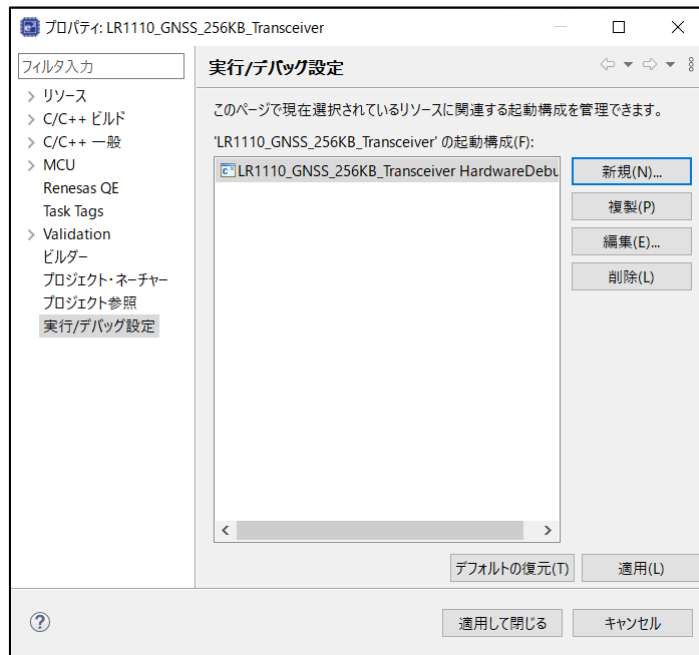 プロパティ: LR1110_GNSS_256KB_Transceiver
フィルタ入力
リソース
C/C++ ビルド
C/C++ 一般
MCU
Renesas QE
Task Tags
Validation
ビルダー
プロジェクト・ネーチャー
プロジェクト参照
実行/デバッグ設定
実行/デバッグ設定
このページで現在選択されているリソースに関連する起動構成を管理できます。
'LR1110_GNSS_256KB_Transceiver' の起動構成(F):
LR1110_GNSS_256KB_Transceiver HardwareDebu
新規(N)...
複製(P)
編集(E)...
削除(L)
デフォルトの復元(T)
適用(L)
適用して閉じる
キャンセル